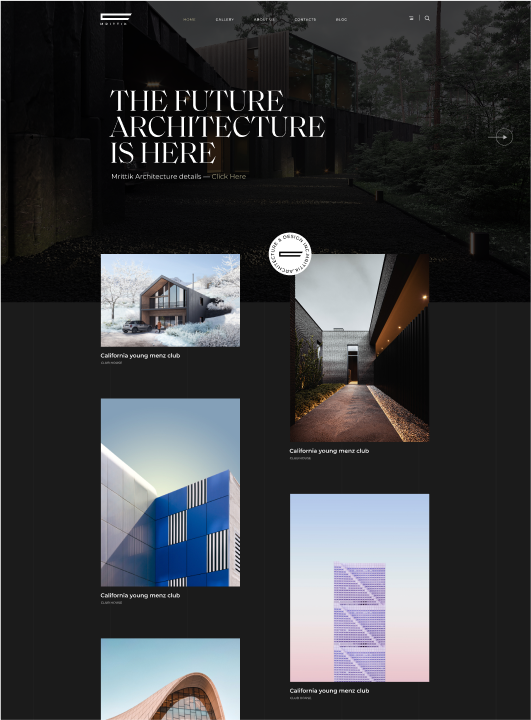 MRITTIK
HOME
GALLERY
ABOUT US
CONTACTS
BLOG
THE FUTURE
ARCHITECTURE
IS HERE
Mrittik Architecture details — Click Here
MRITTIK ARCHITECTURE & DESIGN INT.
California young menz club
CLUB HOUSE
California young menz club
CLUB HOUSE
California young menz club
CLUB HOUSE
California young menz club
CLUB HOUSE